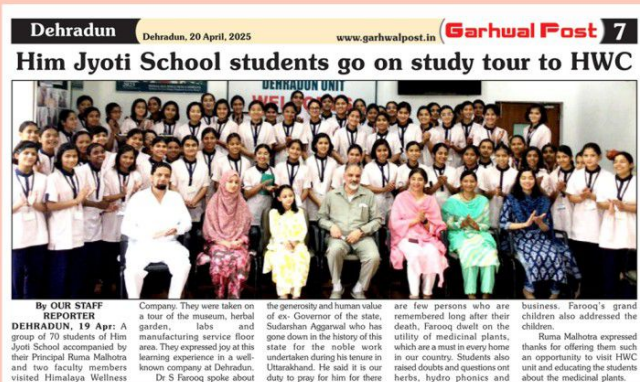 Dehradun
Dehradun, 20 April, 2025
www.garhwalpost.in
Garhwal Post
7
Him Jyoti School students go on study tour to HWC
DEHRADUN UNIT
By OUR STAFF
REPORTER
DEHRADUN, 19 Apr: A
group of 70 students of Him
Jyoti School accompanied by
their Principal Ruma Malhotra
and two faculty members
visited Himalaya Wellness
Company. They were taken on
a tour of the museum, herbal
garden, labs and
manufacturing service floor
area. They expressed joy at this
learning experience in a well-
known company at Dehradun.
Dr S Farooq spoke about
the generosity and human value
of ex- Governor of the state,
Sudarshan Aggarwal who has
gone down in the history of this
state for the noble work
undertaken during his tenure in
Uttarakhand. He said it is our
duty to pray for him for there
are few persons who are
remembered long after their
death, Farooq dwelt on the
utility of medicinal plants,
which are a must in every home
in our country. Students also
raised doubts and questions on
herbs, hydro phonics and
business. Farooq's grand
children also addressed the
children.
Ruma Malhotra expressed
thanks for offering them such
an opportunity to visit HWC
unit and educating the students
about the medicinal plants.